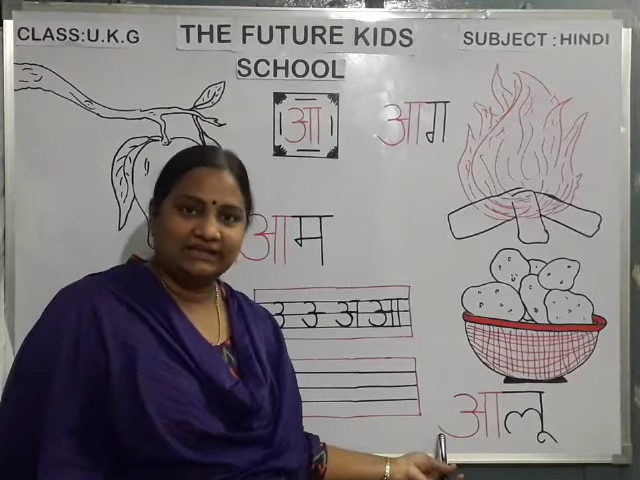 CLASS:U.K.G
THE FUTURE KIDS
SCHOOL
SUBJECT : HINDI
आ
आग
आम
उ उ अ आ
आलू